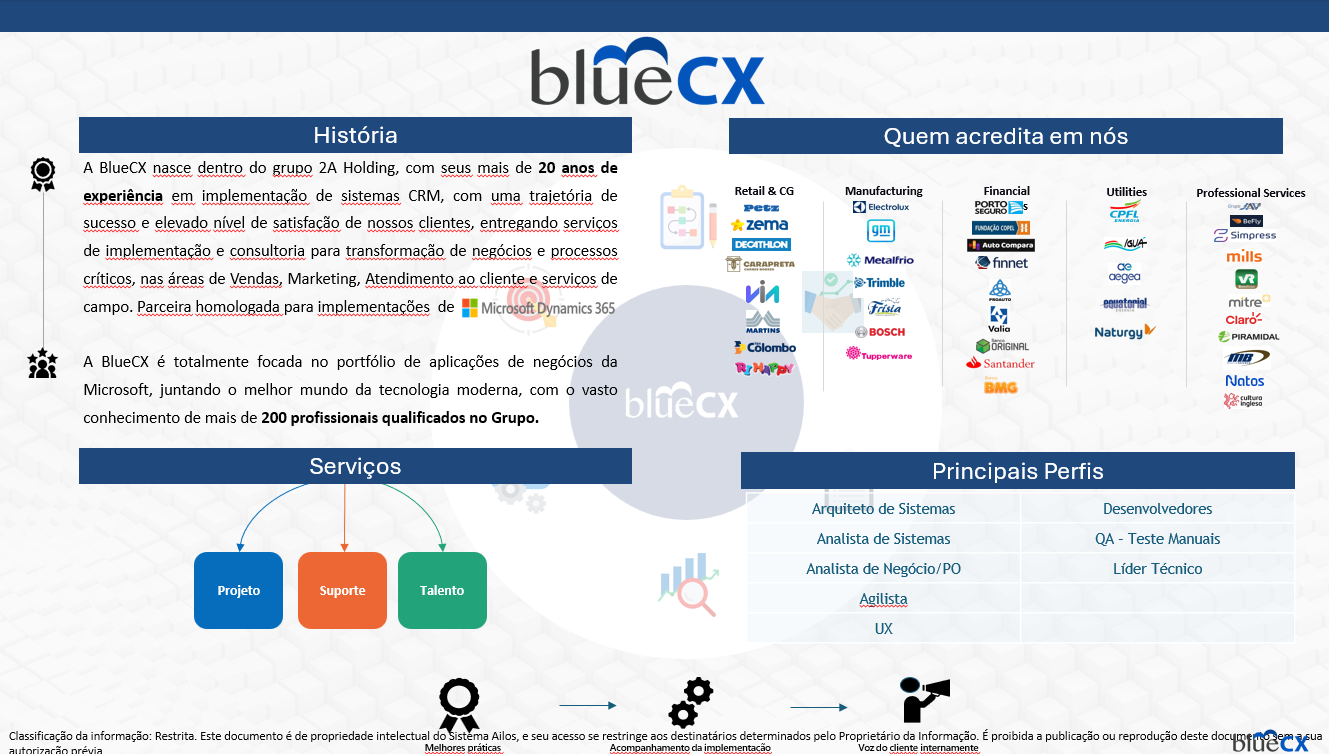 blueCX
História
A BlueCX nasce dentro do grupo 2A Holding, com seus mais de 20 anos de
experiência em implementação de sistemas CRM, com uma trajetória de
sucesso e elevado nível de satisfação de nossos clientes, entregando serviços
de implementação e consultoria para transformação de negócios e processos
críticos, nas áreas de Vendas, Marketing, Atendimento ao cliente e serviços de
campo. Parceira homologada para implementações de Microsoft Dynamics 365
A BlueCX é totalmente focada no portfólio de aplicações de negócios da
Microsoft, juntando o melhor mundo da tecnologia moderna, com o vasto
conhecimento de mais de 200 profissionais qualificados no Grupo.
Quem acredita em nós
Retail & CG
Petz
zema
DECATHLON
CARAPRETA
via
MARTINS
Colombo
RI HAPPY
Manufacturing
Electrolux
gm
Metalfrio
Trimble
Frísia
BOSCH
Tupperware
Financial
PORTO
SEGURO
FUNDAÇÃO COPEL
Auto Compara
finnet
PROAUTO
Valia
Banco
ORIGINAL
Santander
BMG
Utilities
CPFL
ENERGIA
IGUÁ
ae
aegea
equatorial
Naturgy
Professional Services
Grupo JAV
BeFly
Simpress
mills
VR
mitre
Claro
PIRAMIDAL
MB
Natos
cultura
inglesa
blueCX
Serviços
Projeto
Suporte
Talento
Principais Perfis
Arquiteto de Sistemas
Desenvolvedores
Analista de Sistemas
QA – Teste Manuais
Analista de Negócio/PO
Líder Técnico
Agilista
UX
Melhores práticas
Acompanhamento da implementação
Voz do cliente internamente
Classificação da informação: Restrita. Este documento é de propriedade intelectual do Sistema Ailos, e seu acesso se restringe aos destinatários determinados pelo Proprietário da Informação. É proibida a publicação ou reprodução deste documento sem a sua
autorização prévia
blueCX